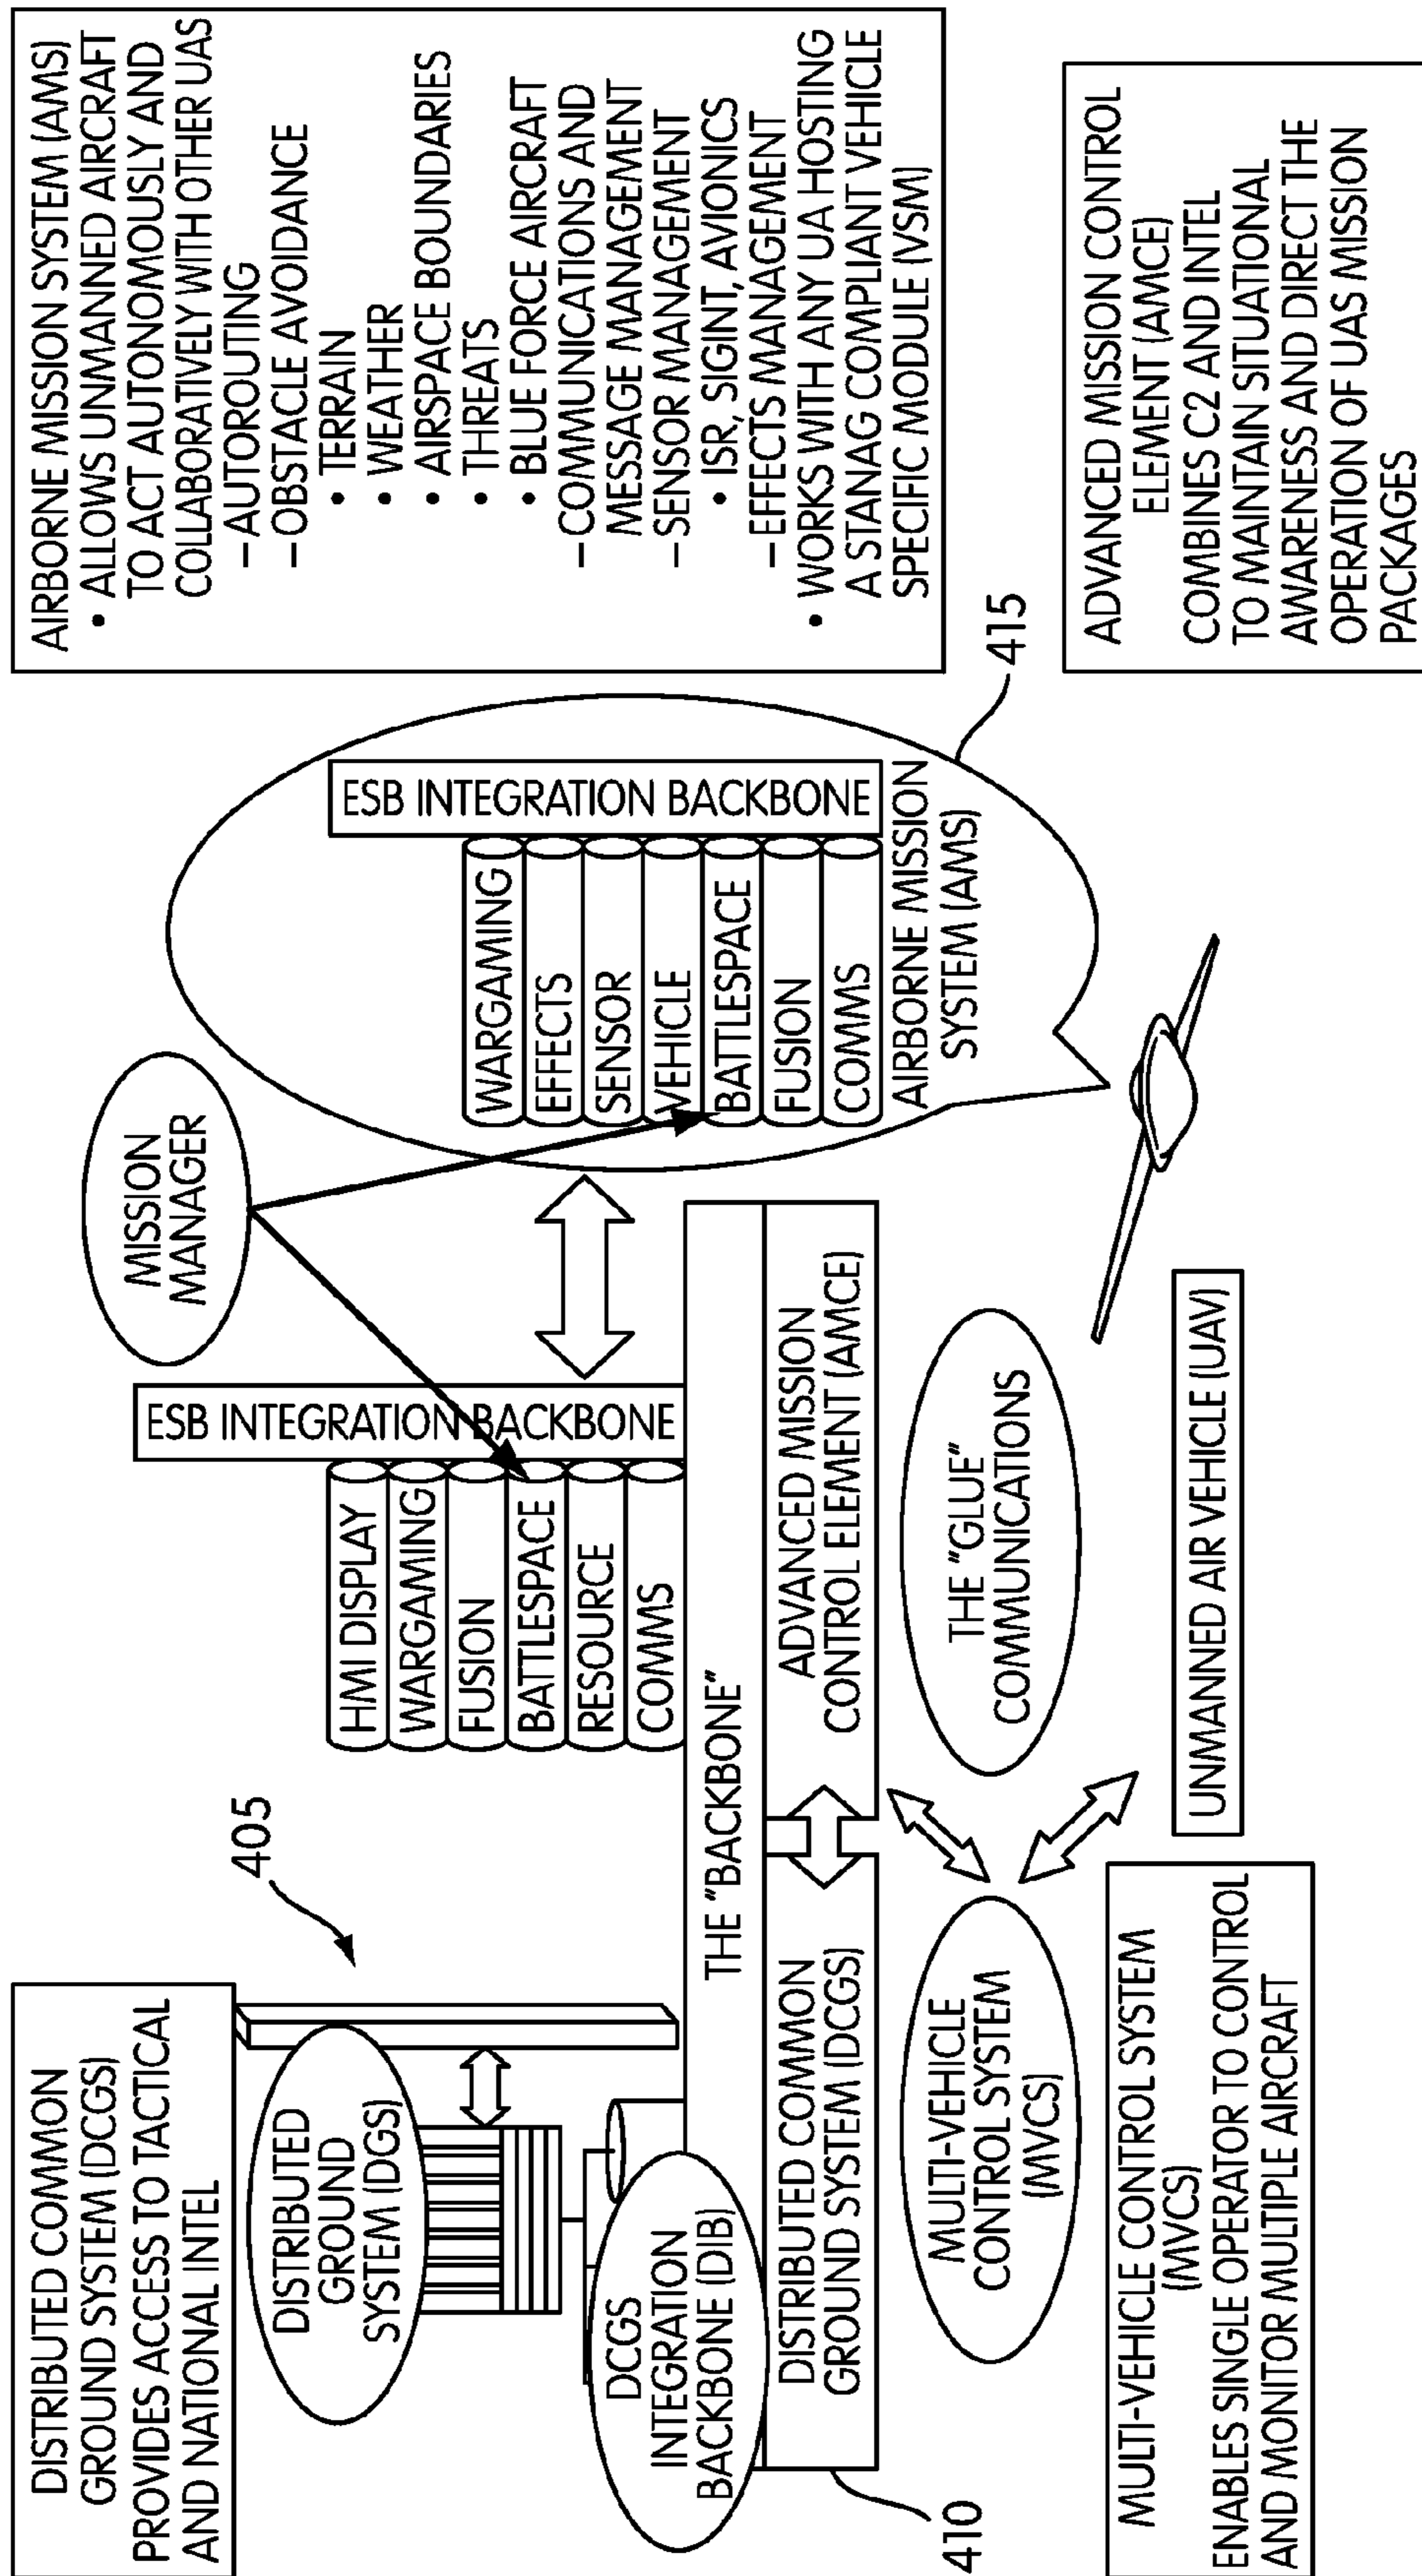 DISTRIBUTED COMMON
GROUND SYSTEM (DCGS)
PROVIDES ACCESS TO TACTICAL
AND NATIONAL INTEL
405
DISTRIBUTED
GROUND
SYSTEM (DGS)
DCGS
INTEGRATION
BACKBONE (DIB)
MISSION
MANAGER
ESB INTEGRATION BACKBONE
HMI DISPLAY
WARGAMING
FUSION
BATTLESPACE
RESOURCE
COMMS
THE "BACKBONE"
DISTRIBUTED COMMON
GROUND SYSTEM (DCGS)
ADVANCED MISSION
CONTROL ELEMENT (AMCE)
410
MULTI-VEHICLE
CONTROL SYSTEM
(MVCS)
THE "GLUE"
COMMUNICATIONS
MULTI-VEHICLE CONTROL SYSTEM
(MVCS)
ENABLES SINGLE OPERATOR TO CONTROL
AND MONITOR MULTIPLE AIRCRAFT
UNMANNED AIR VEHICLE (UAV)
ESB INTEGRATION BACKBONE
WARGAMING
EFFECTS
SENSOR
VEHICLE
BATTLESPACE
FUSION
COMMS
AIRBORNE MISSION
SYSTEM (AMS)
415
AIRBORNE MISSION SYSTEM (AMS)
• ALLOWS UNMANNED AIRCRAFT
TO ACT AUTONOMOUSLY AND
COLLABORATIVELY WITH OTHER UAS
– AUTOROUTING
– OBSTACLE AVOIDANCE
• TERRAIN
• WEATHER
• AIRSPACE BOUNDARIES
• THREATS
• BLUE FORCE AIRCRAFT
– COMMUNICATIONS AND
MESSAGE MANAGEMENT
– SENSOR MANAGEMENT
• ISR, SIGINT, AVIONICS
– EFFECTS MANAGEMENT
• WORKS WITH ANY UA HOSTING
A STANAG COMPLIANT VEHICLE
SPECIFIC MODULE (VSM)
ADVANCED MISSION CONTROL
ELEMENT (AMCE)
COMBINES C2 AND INTEL
TO MAINTAIN SITUATIONAL
AWARENESS AND DIRECT THE
OPERATION OF UAS MISSION
PACKAGES